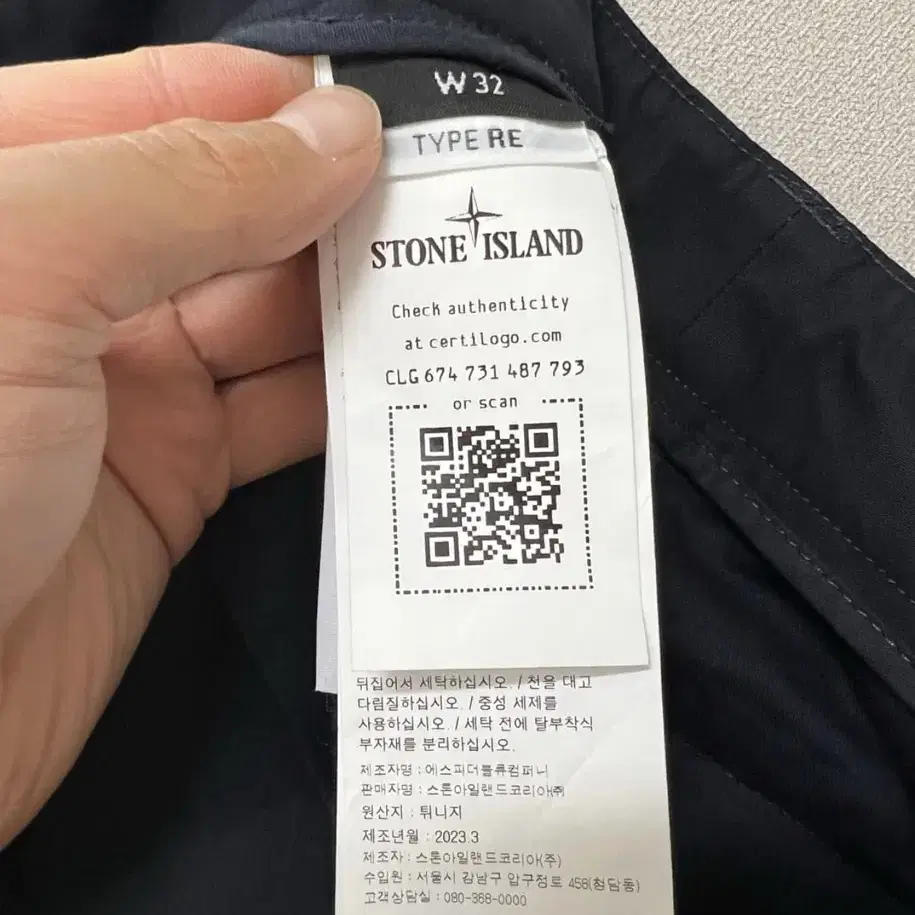 W 32
TYPE RE
STONE ISLAND
Check authenticity
at certilogo.com
CLG 674 731 487 793
or scan
뒤집어서 세탁하십시오. / 천을 대고
다림질하십시오. / 중성 세제를
사용하십시오. / 세탁 전에 탈부착식
부자재를 분리하십시오.
제조자명 : 에스피더블류컴퍼니
판매자명 : 스톤아일랜드코리아㈜
원산지 : 튀니지
제조년월 : 2023.3
제조자 : 스톤아일랜드코리아(주)
수입원 : 서울시 강남구 압구정로 458(청담동)
고객상담실 : 080-368-0000